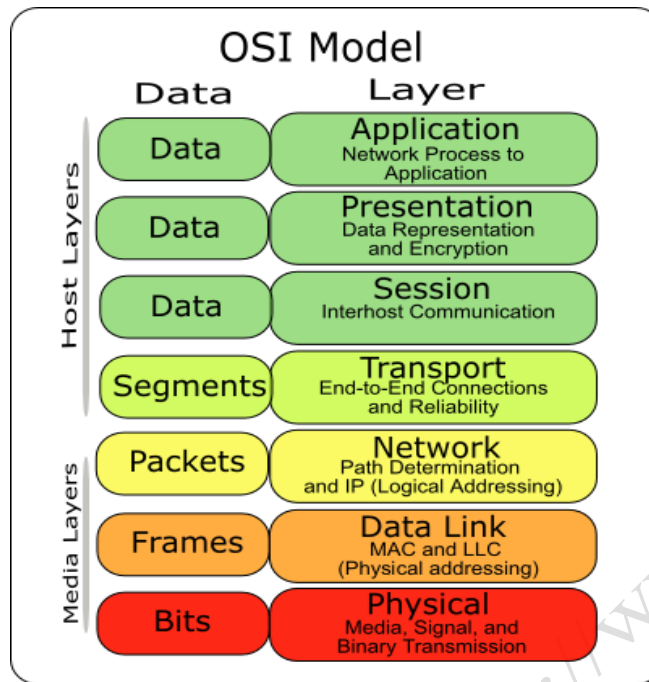 OSI Model
Data Layer
Host Layers
Data
Application
Network Process to
Application
Data
Presentation
Data Representation
and Encryption
Data
Session
Interhost Communication
Segments
Transport
End-to-End Connections
and Reliability
Media Layers
Packets
Network
Path Determination
and IP (Logical Addressing)
Frames
Data Link
MAC and LLC
(Physical addressing)
Bits
Physical
Media, Signal, and
Binary Transmission